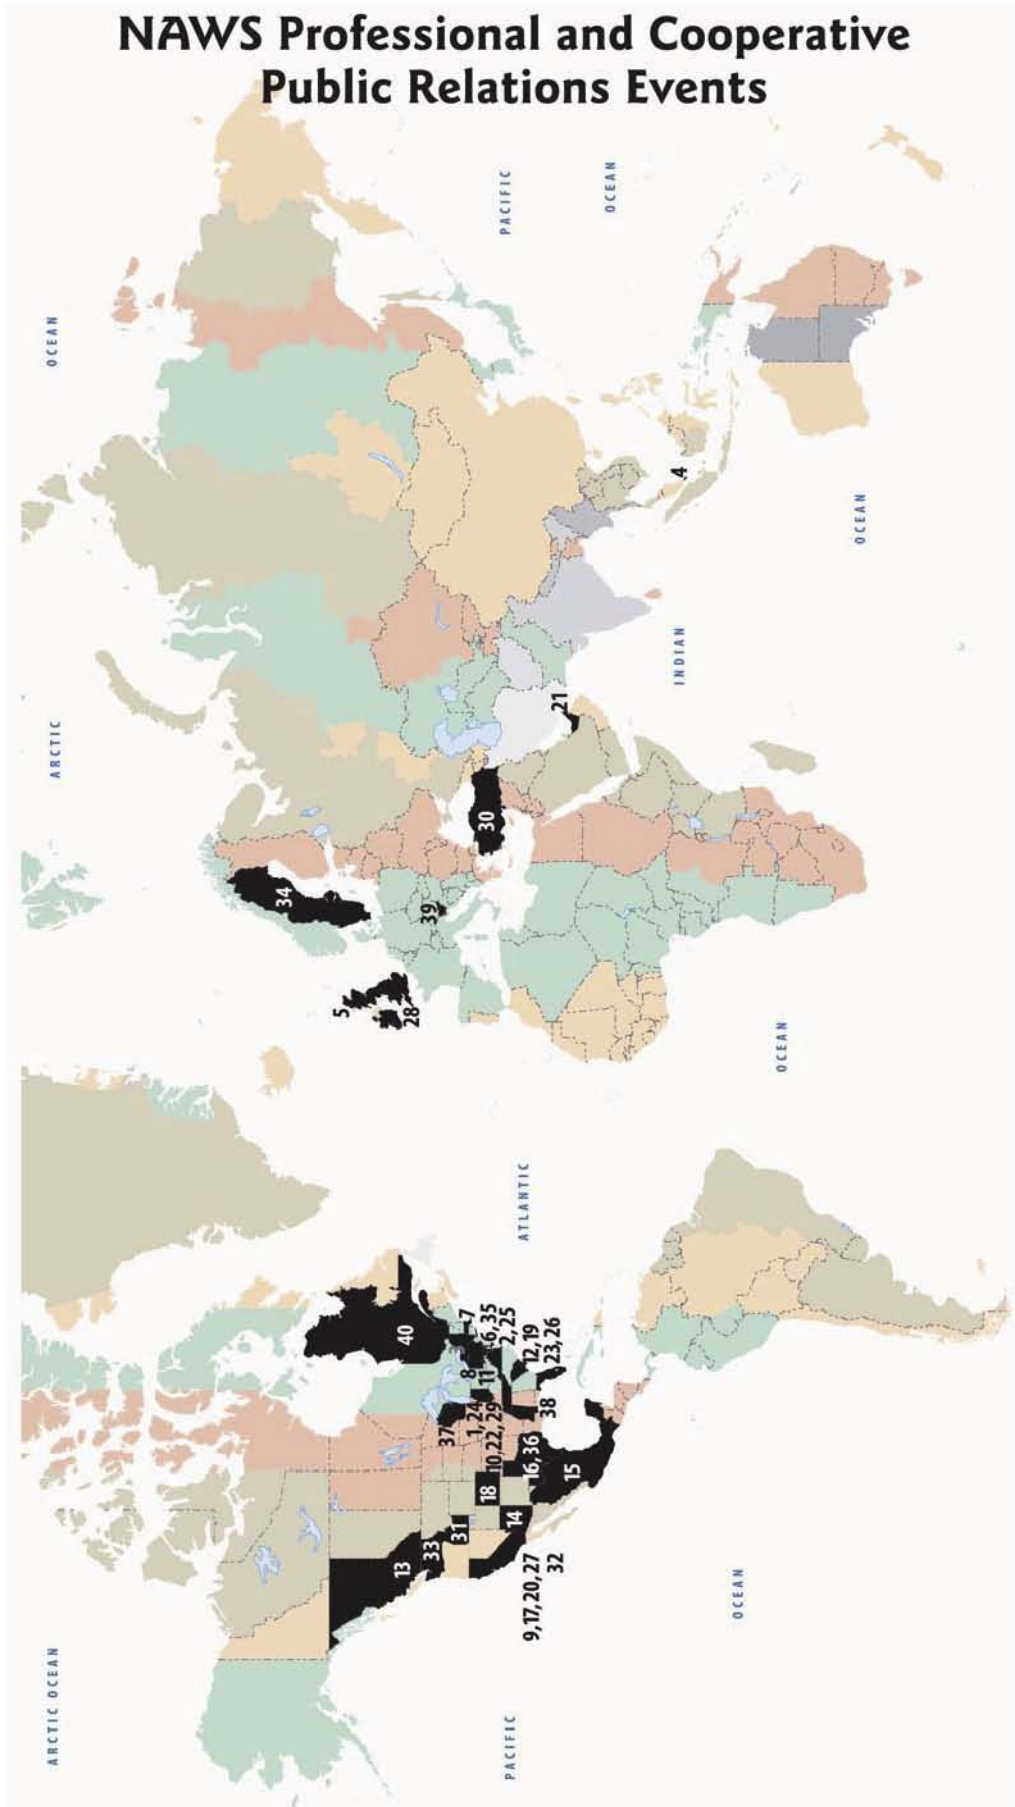 NAWS Professional and Cooperative
Public Relations Events
ARCTIC OCEAN
ARCTIC
OCEAN
PACIFIC
OCEAN
ATLANTIC
OCEAN
INDIAN
OCEAN
PACIFIC
OCEAN
13
33
31
14
9,17,20,27
32
18
15
16,36
10,22,29
1,24
37
38
11
8
40
7
6,35
2,25
12,19
23,26
5
28
34
39
30
21
4